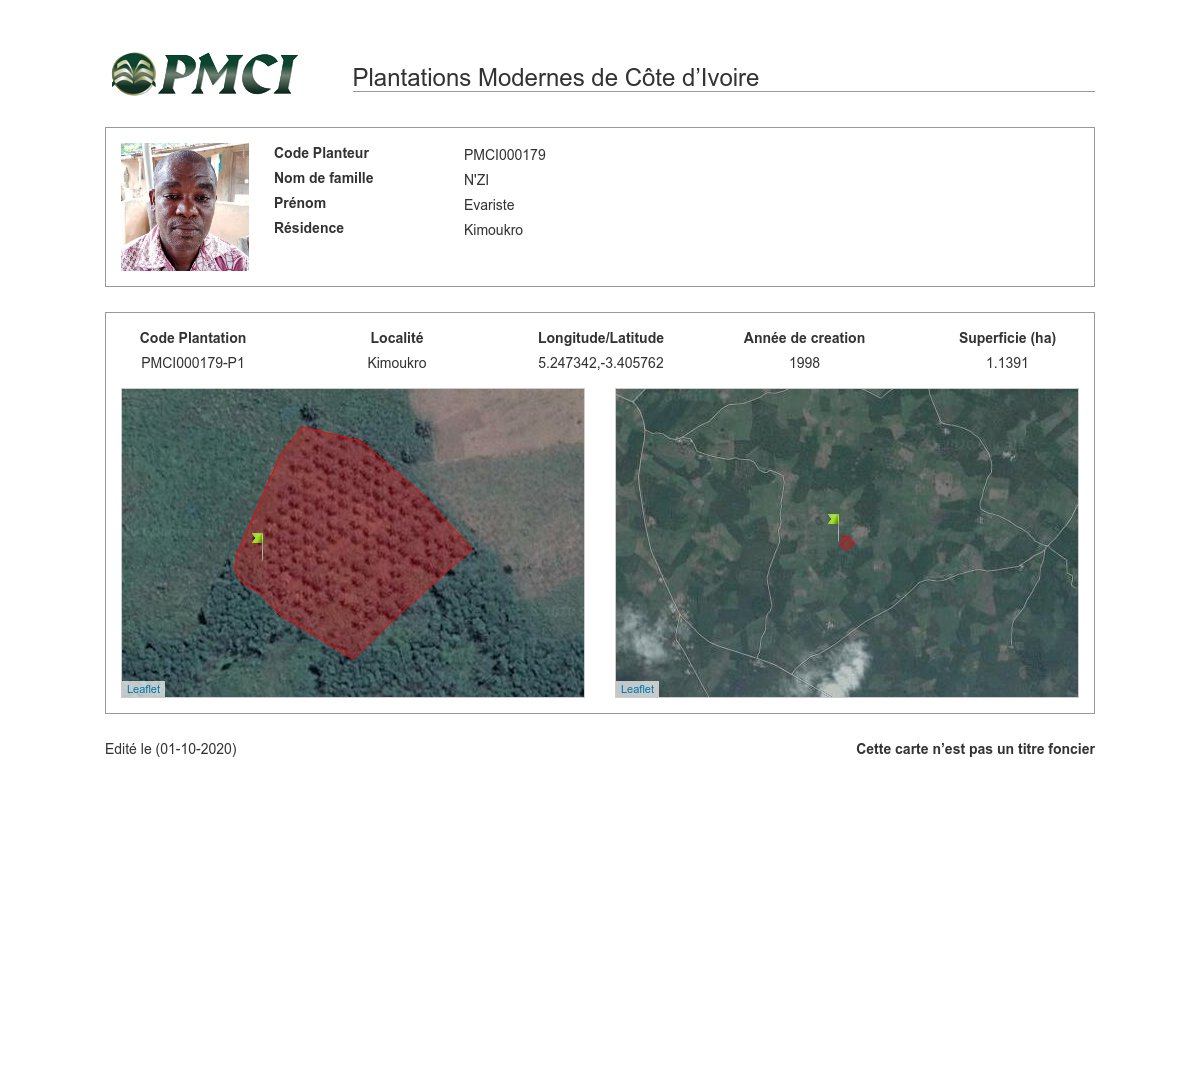 PMCI
Plantations Modernes de Côte d’Ivoire
Code Planteur PMCI000179
Nom de famille N'ZI
Prénom Evariste
Résidence Kimoukro
Code Plantation Localité Longitude/Latitude Année de creation Superficie (ha)
PMCI000179-P1 Kimoukro 5.247342,-3.405762 1998 1.1391
Leaflet Leaflet
Edité le (01-10-2020) Cette carte n’est pas un titre foncier